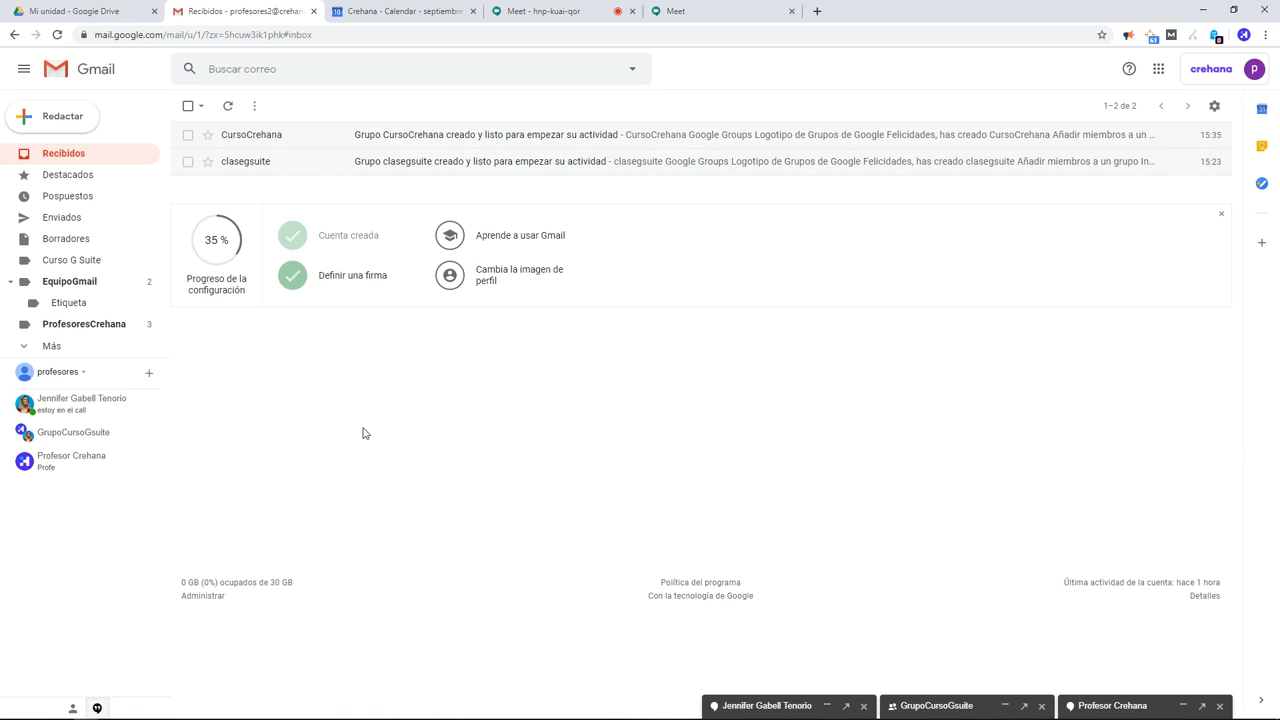 Mi unidad - Google Drive
Recibidos - profesores2@crehan
Crehana - Calendar - septiembre
Meet - hnp-kuai-qor
Meet
mail.google.com/mail/u/1/?zx=5hcuw3ik1phk#inbox
61
0
Gmail
Buscar correo
crehana
p
Redactar
1–2 de 2
CursoCrehana
Grupo CursoCrehana creado y listo para empezar su actividad - CursoCrehana Google Groups Logotipo de Grupos de Google Felicidades, has creado CursoCrehana Añadir miembros a un ...
15:35
clasegsuite
Grupo clasegsuite creado y listo para empezar su actividad - clasegsuite Google Groups Logotipo de Grupos de Google Felicidades, has creado clasegsuite Añadir miembros a un grupo In...
15:23
Recibidos
Destacados
Pospuestos
Enviados
Borradores
Curso G Suite
EquipoGmail
2
Etiqueta
ProfesoresCrehana
3
Más
profesores
Jennifer Gabell Tenorio
estoy en el call
GrupoCursoGsuite
Profesor Crehana
Profe
35 %
Progreso de la
configuración
Cuenta creada
Aprende a usar Gmail
Definir una firma
Cambia la imagen de
perfil
0 GB (0%) ocupados de 30 GB
Administrar
Política del programa
Con la tecnología de Google
Última actividad de la cuenta: hace 1 hora
Detalles
Jennifer Gabell Tenorio
GrupoCursoGsuite
Profesor Crehana